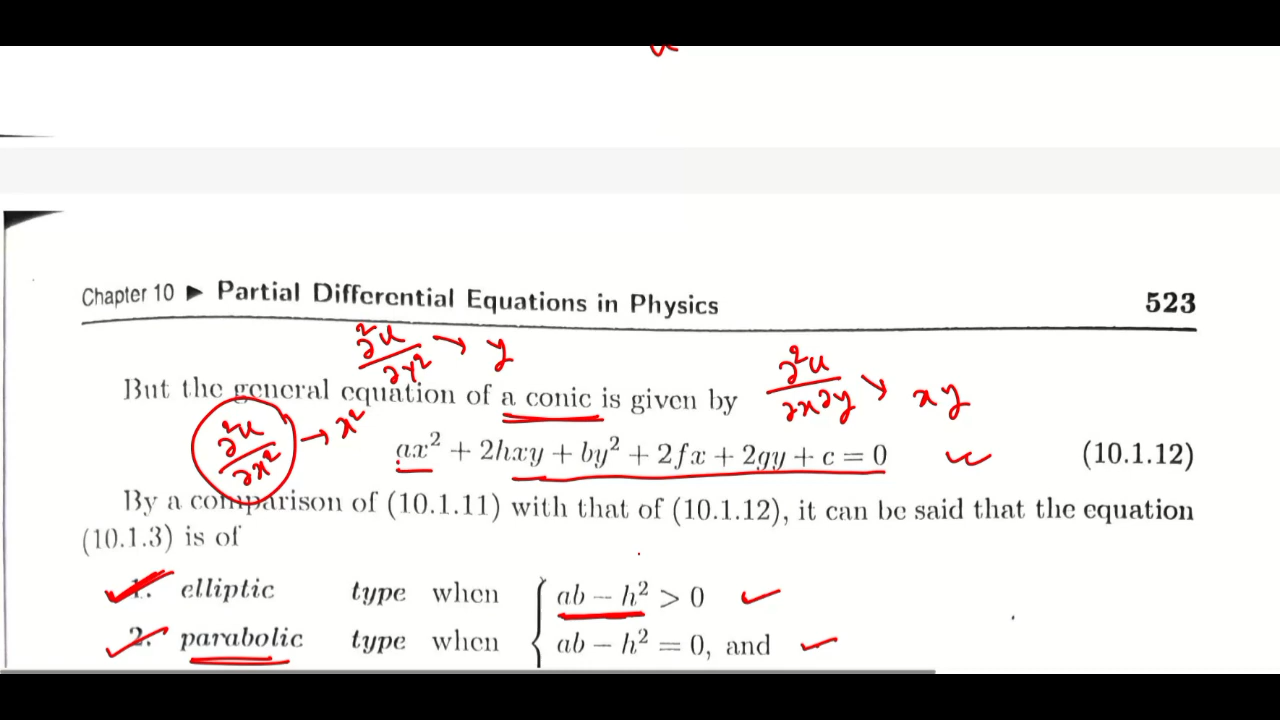 Chapter 10 ► Partial Differential Equations in Physics 523
∂²u/∂y² → y
∂²u/∂x∂y → xy
But the general equation of a conic is given by
∂²u/∂x² → x²
ax² + 2hxy + by² + 2fx + 2gy + c = 0 (10.1.12)
By a comparison of (10.1.11) with that of (10.1.12), it can be said that the equation
(10.1.3) is of
1. elliptic type when ab − h² > 0
2. parabolic type when ab − h² = 0, and